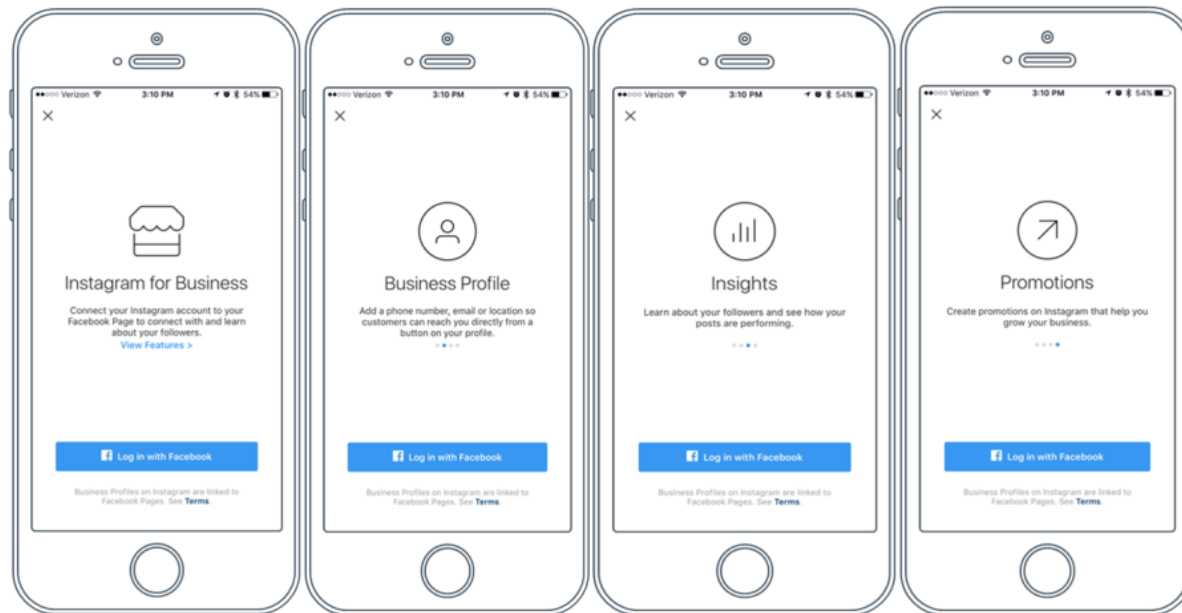 Verizon 3:10 PM 54%
Instagram for Business
Connect your Instagram account to your
Facebook Page to connect with and learn
about your followers.
View Features >
Log in with Facebook
Business Profiles on Instagram are linked to
Facebook Pages. See Terms.
Verizon 3:10 PM 54%
Business Profile
Add a phone number, email or location so
customers can reach you directly from a
button on your profile.
Log in with Facebook
Business Profiles on Instagram are linked to
Facebook Pages. See Terms.
Verizon 3:10 PM 54%
Insights
Learn about your followers and see how your
posts are performing.
Log in with Facebook
Business Profiles on Instagram are linked to
Facebook Pages. See Terms.
Verizon 3:10 PM 54%
Promotions
Create promotions on Instagram that help you
grow your business.
Log in with Facebook
Business Profiles on Instagram are linked to
Facebook Pages. See Terms.